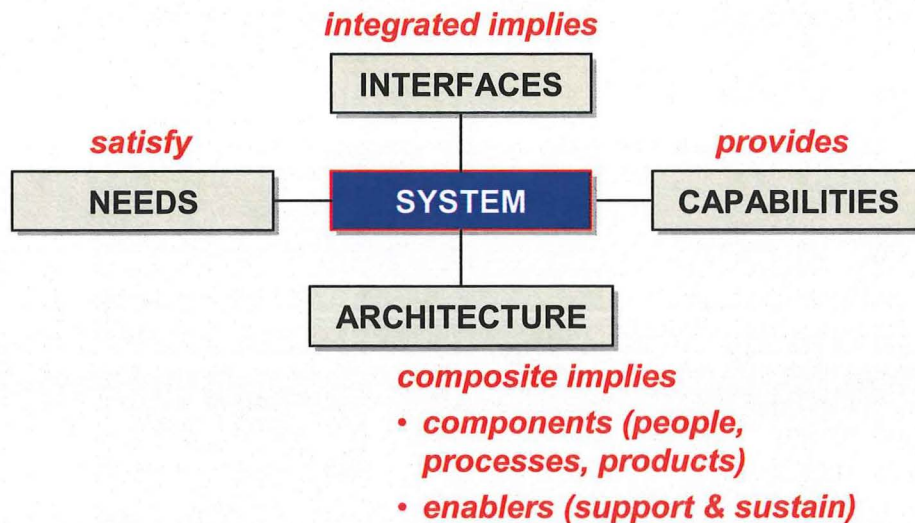 integrated implies
INTERFACES
satisfy
provides
NEEDS
SYSTEM
CAPABILITIES
ARCHITECTURE
composite implies
• components (people,
processes, products)
• enablers (support & sustain)